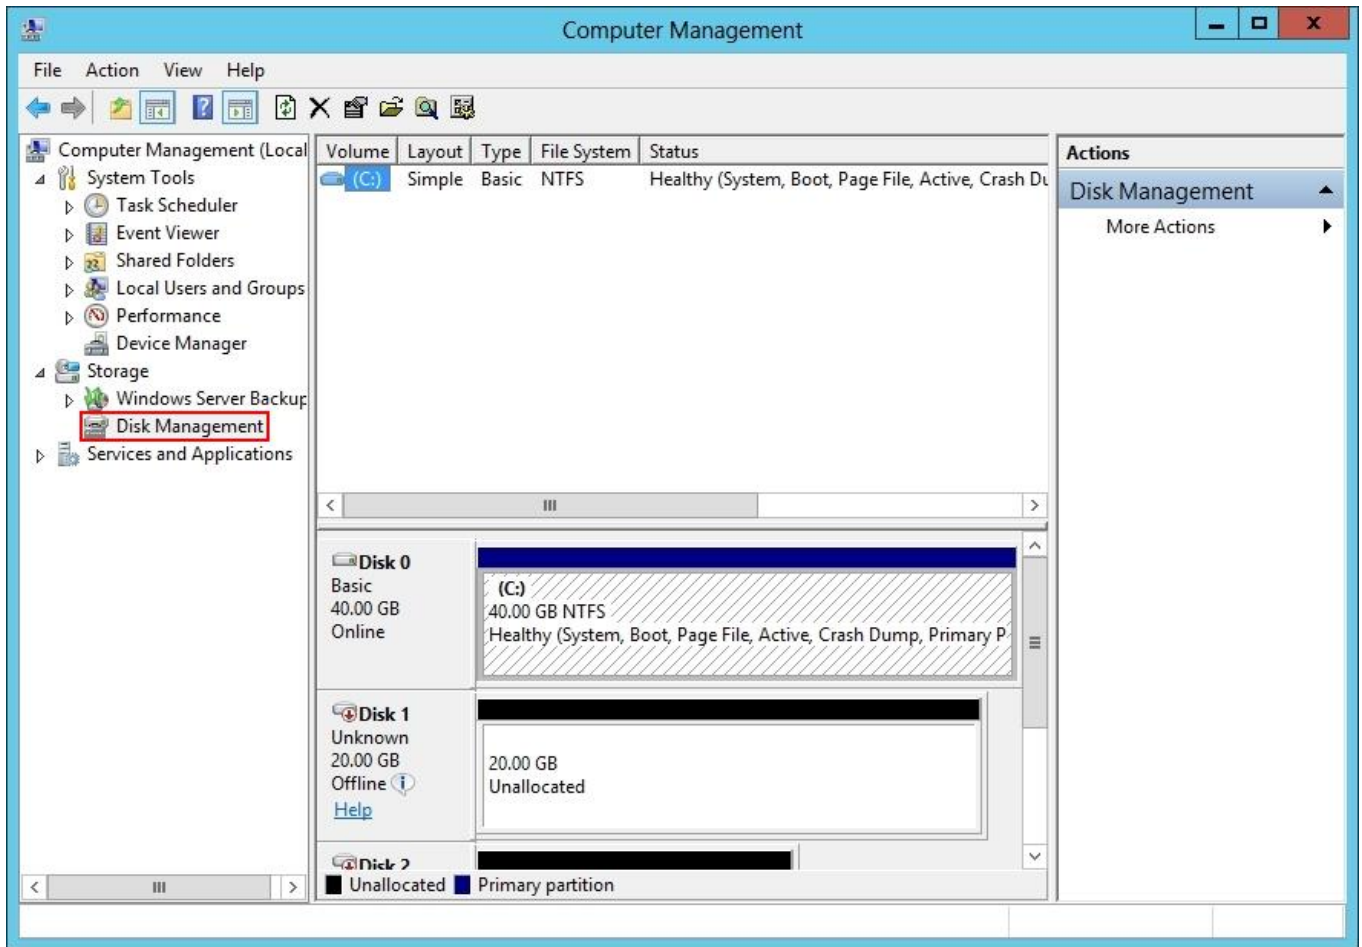 Computer Management
File Action View Help
Computer Management (Local
System Tools
Task Scheduler
Event Viewer
Shared Folders
Local Users and Groups
Performance
Device Manager
Storage
Windows Server Backup
Disk Management
Services and Applications
Volume Layout Type File System Status
(C:) Simple Basic NTFS Healthy (System, Boot, Page File, Active, Crash Du
Disk 0
Basic
40.00 GB
Online
(C:)
40.00 GB NTFS
Healthy (System, Boot, Page File, Active, Crash Dump, Primary P
Disk 1
Unknown
20.00 GB
Offline
Help
20.00 GB
Unallocated
Disk 2
Unallocated Primary partition
Actions
Disk Management
More Actions